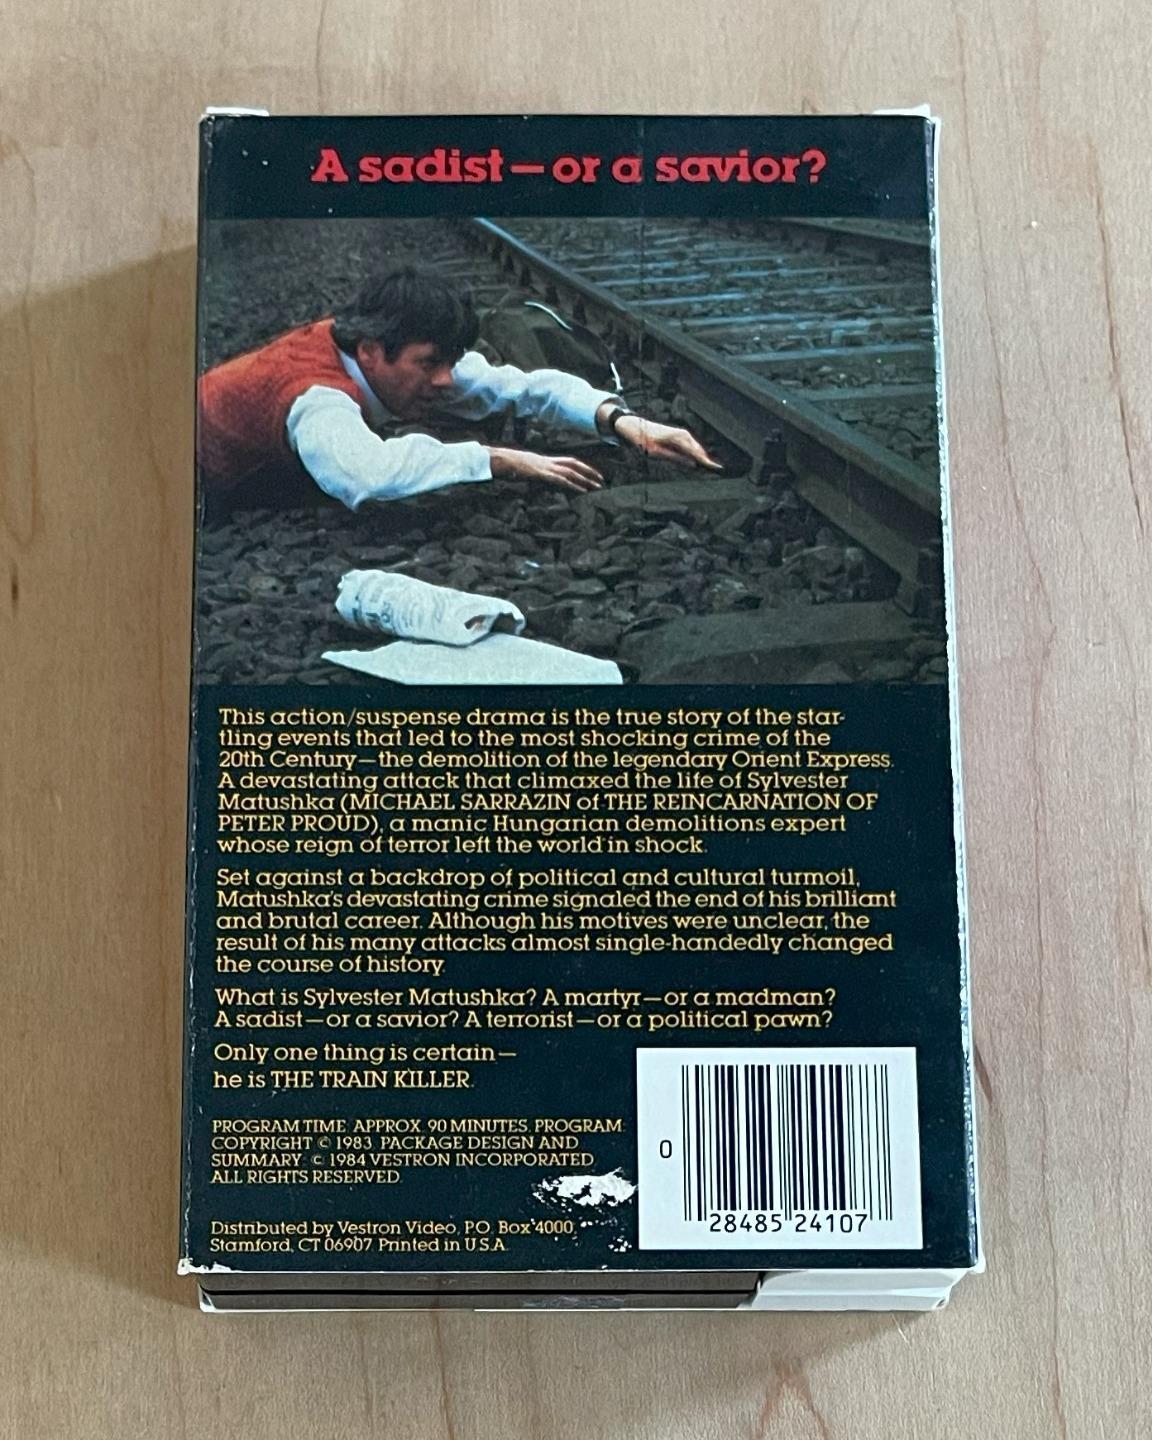 A sadist—or a savior?
This action/suspense drama is the true story of the star-
tling events that led to the most shocking crime of the
20th Century—the demolition of the legendary Orient Express.
A devastating attack that climaxed the life of Sylvester
Matushka (MICHAEL SARRAZIN of THE REINCARNATION OF
PETER PROUD), a manic Hungarian demolitions expert
whose reign of terror left the world in shock.
Set against a backdrop of political and cultural turmoil,
Matushka's devastating crime signaled the end of his brilliant
and brutal career. Although his motives were unclear, the
result of his many attacks almost single-handedly changed
the course of history.
What is Sylvester Matushka? A martyr—or a madman?
A sadist—or a savior? A terrorist—or a political pawn?
Only one thing is certain—
he is THE TRAIN KILLER.
PROGRAM TIME: APPROX. 90 MINUTES. PROGRAM:
COPYRIGHT © 1983. PACKAGE DESIGN AND
SUMMARY: © 1984 VESTRON INCORPORATED
ALL RIGHTS RESERVED.
Distributed by Vestron Video, P.O. Box 4000,
Stamford, CT 06907. Printed in U.S.A.
0
28485 24107